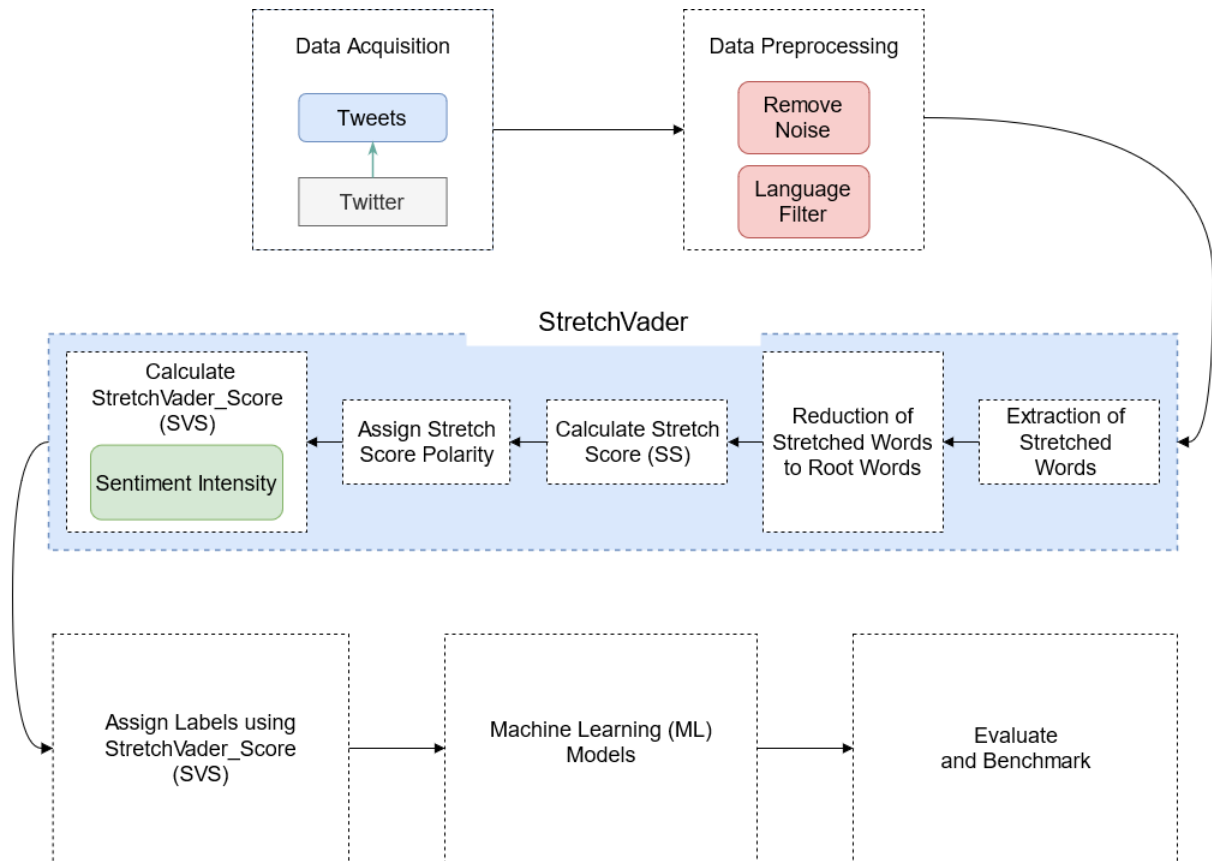 Data Acquisition
Tweets
Twitter
Data Preprocessing
Remove
Noise
Language
Filter
StretchVader
Calculate
StretchVader_Score
(SVS)
Sentiment Intensity
Assign Stretch
Score Polarity
Calculate Stretch
Score (SS)
Reduction of
Stretched Words
to Root Words
Extraction of
Stretched
Words
Assign Labels using
StretchVader_Score
(SVS)
Machine Learning (ML)
Models
Evaluate
and Benchmark